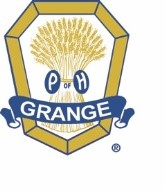 P OF H
GRANGE
®